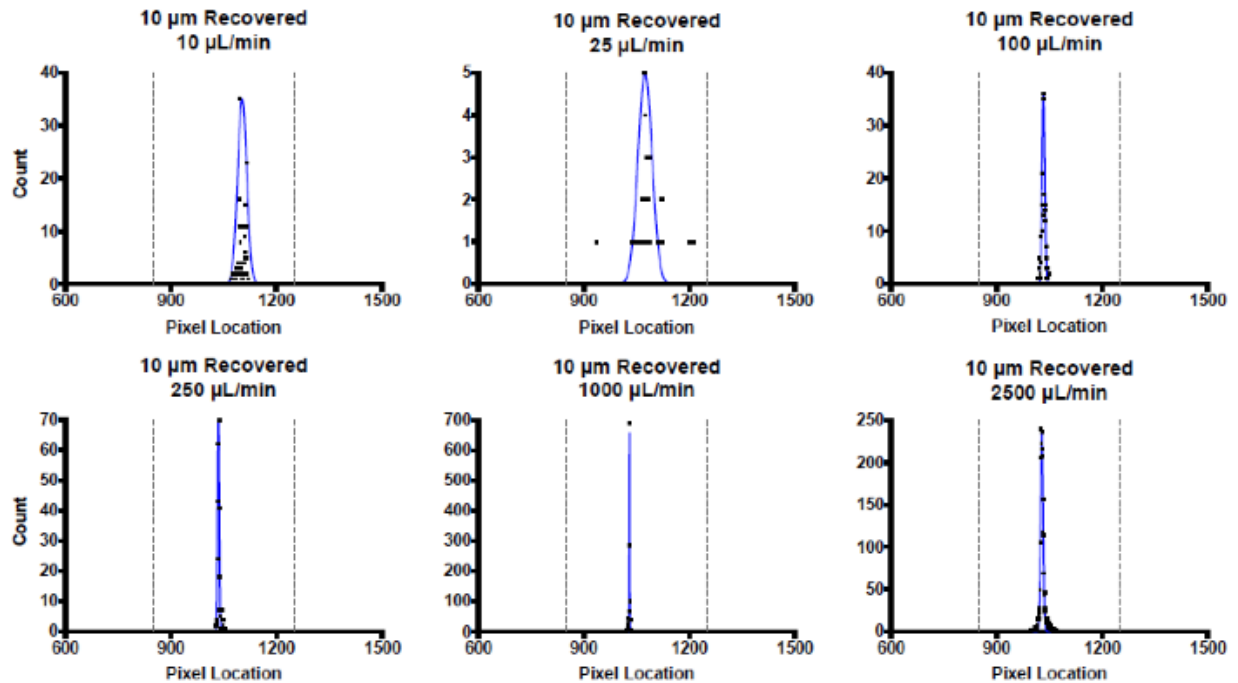 10 µm Recovered
10 µL/min
40
30
20
10
0
Count
600 900 1200 1500
Pixel Location
10 µm Recovered
25 µL/min
5
4
3
2
1
0
600 900 1200 1500
Pixel Location
10 µm Recovered
100 µL/min
40
30
20
10
0
600 900 1200 1500
Pixel Location
10 µm Recovered
250 µL/min
70
60
50
40
30
20
10
0
Count
600 900 1200 1500
Pixel Location
10 µm Recovered
1000 µL/min
700
600
500
400
300
200
100
0
600 900 1200 1500
Pixel Location
10 µm Recovered
2500 µL/min
250
200
150
100
50
0
600 900 1200 1500
Pixel Location